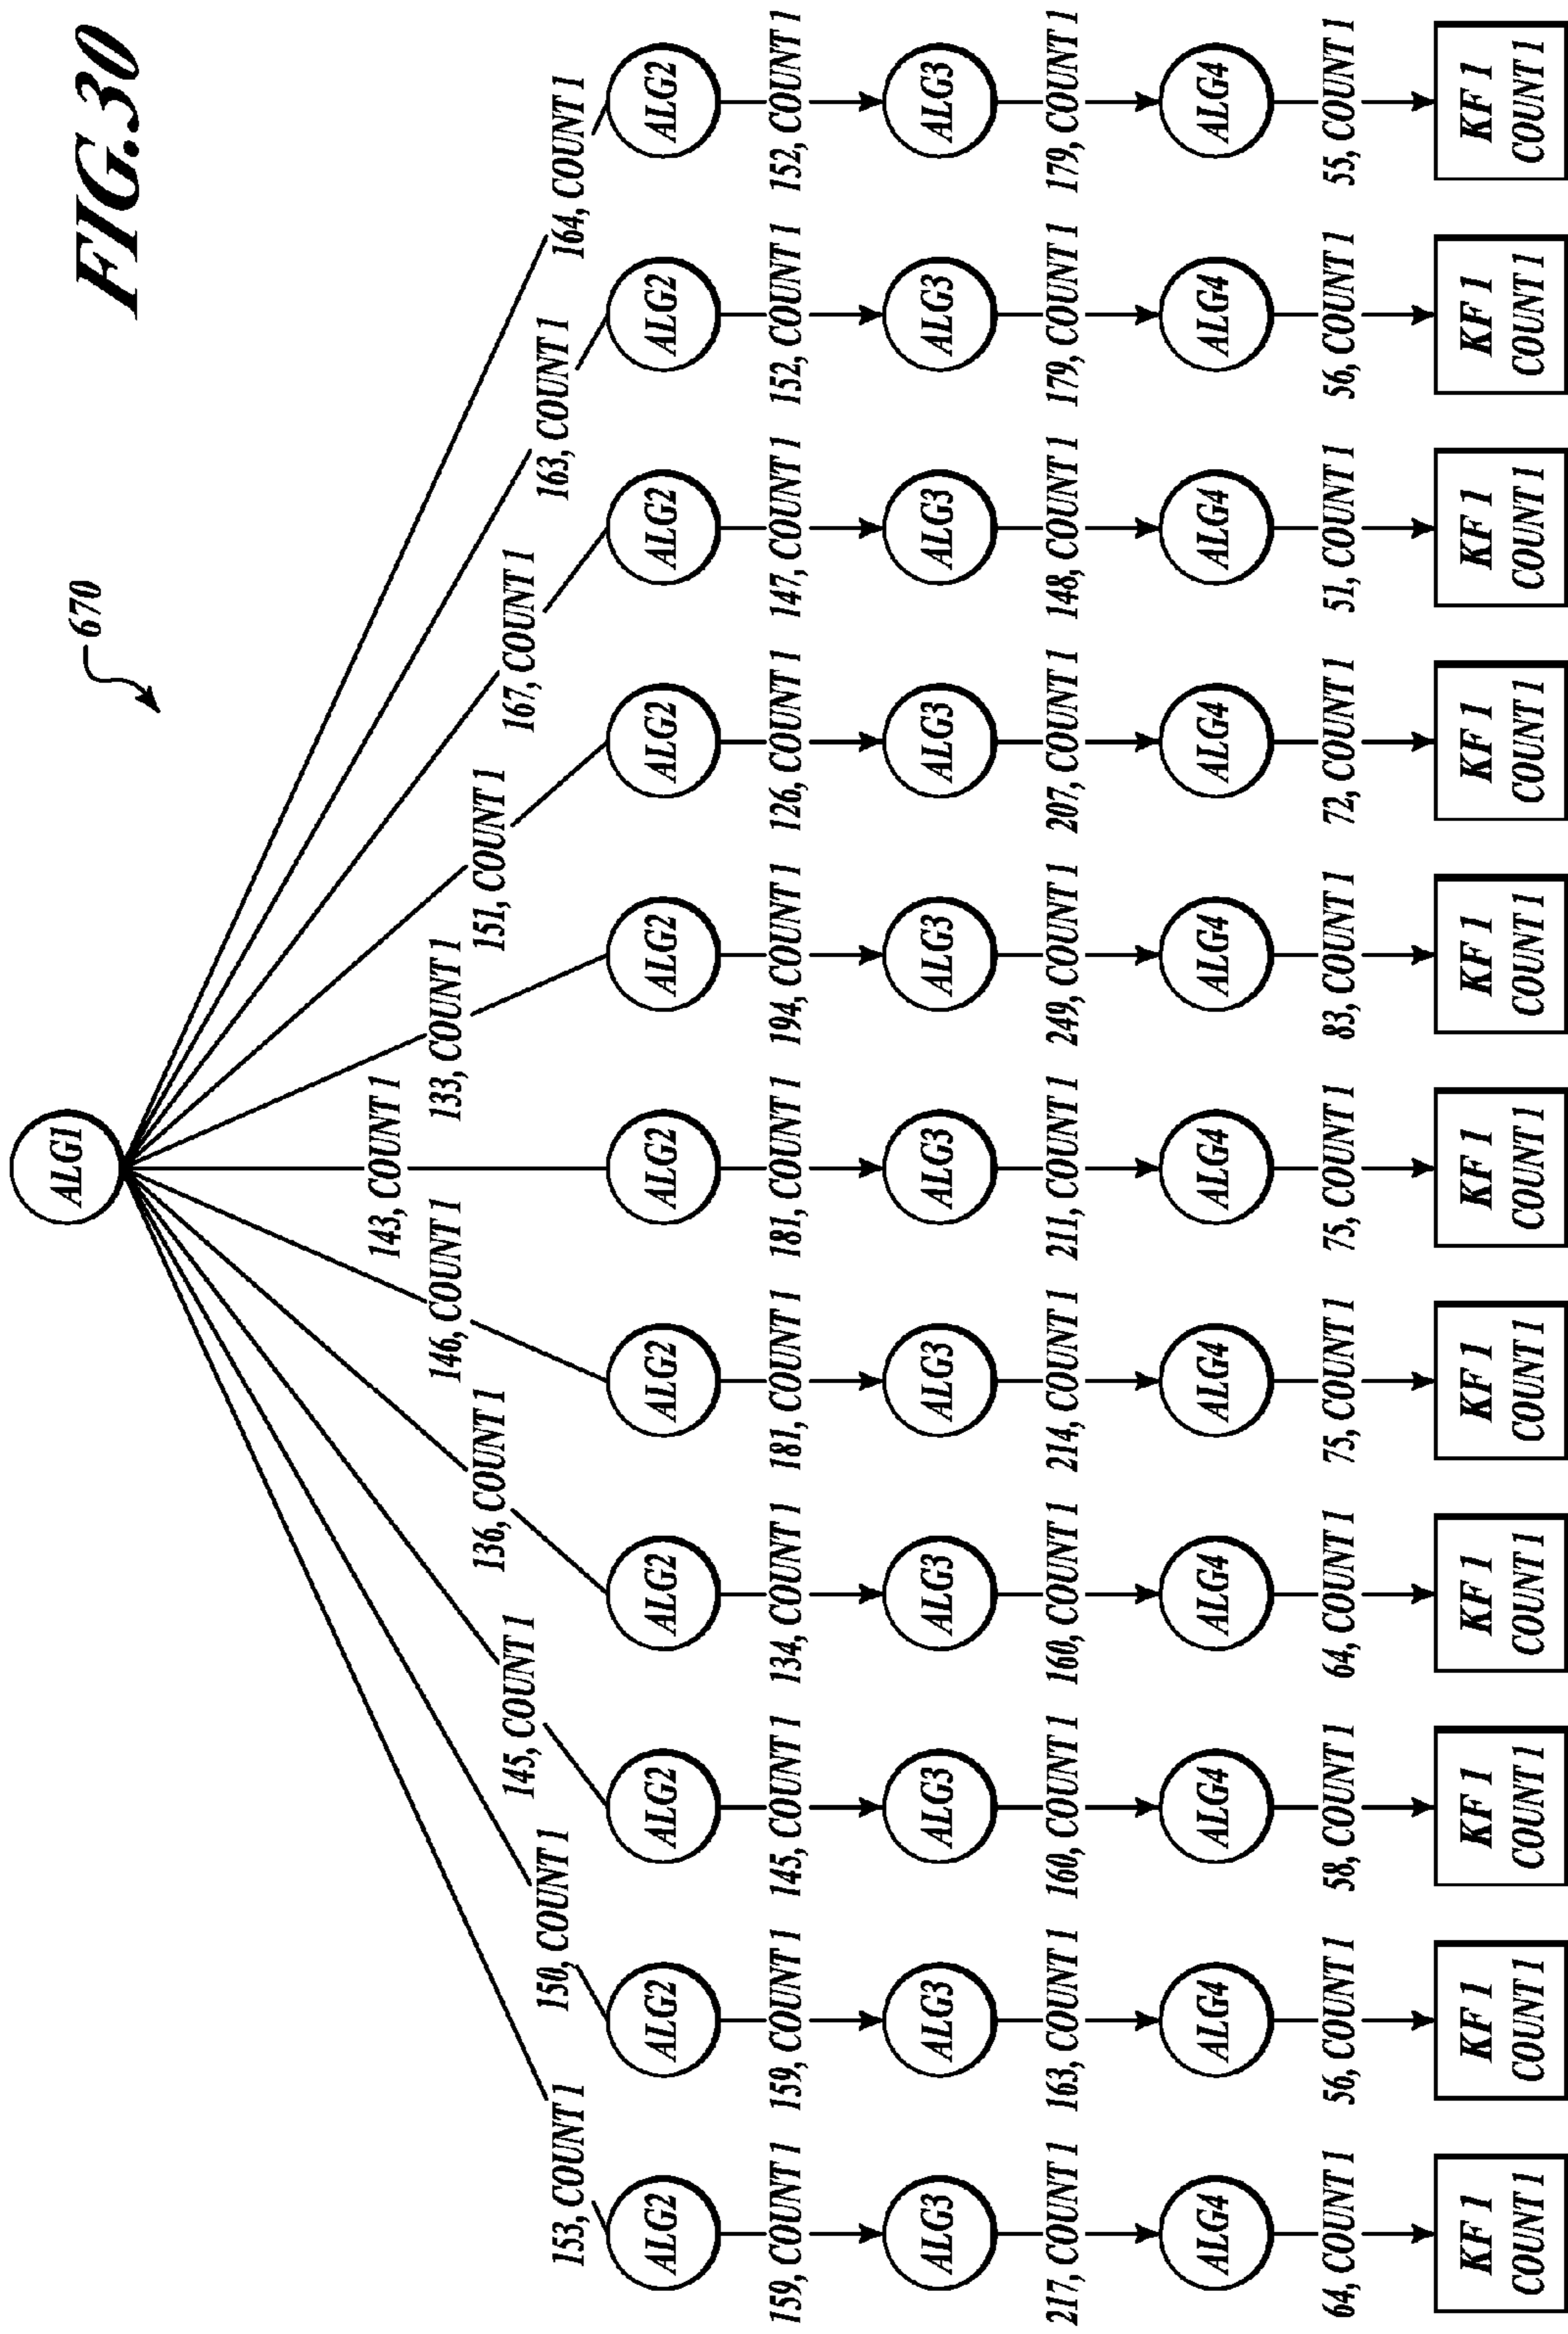 FIG.30
670
ALG1
153, COUNT 1
150, COUNT 1
145, COUNT 1
136, COUNT 1
146, COUNT 1
143, COUNT 1
133, COUNT 1
151, COUNT 1
167, COUNT 1
163, COUNT 1
164, COUNT 1
ALG2 ALG2 ALG2 ALG2 ALG2 ALG2 ALG2 ALG2 ALG2 ALG2 ALG2
159, COUNT 1 159, COUNT 1 145, COUNT 1 134, COUNT 1 181, COUNT 1 181, COUNT 1 194, COUNT 1 126, COUNT 1 147, COUNT 1 152, COUNT 1 152, COUNT 1
ALG3 ALG3 ALG3 ALG3 ALG3 ALG3 ALG3 ALG3 ALG3 ALG3 ALG3
217, COUNT 1 163, COUNT 1 160, COUNT 1 160, COUNT 1 214, COUNT 1 211, COUNT 1 249, COUNT 1 207, COUNT 1 148, COUNT 1 179, COUNT 1 179, COUNT 1
ALG4 ALG4 ALG4 ALG4 ALG4 ALG4 ALG4 ALG4 ALG4 ALG4 ALG4
64, COUNT 1 56, COUNT 1 58, COUNT 1 64, COUNT 1 75, COUNT 1 75, COUNT 1 83, COUNT 1 72, COUNT 1 51, COUNT 1 56, COUNT 1 55, COUNT 1
KF 1 KF 1 KF 1 KF 1 KF 1 KF 1 KF 1 KF 1 KF 1 KF 1 KF 1
COUNT 1 COUNT 1 COUNT 1 COUNT 1 COUNT 1 COUNT 1 COUNT 1 COUNT 1 COUNT 1 COUNT 1 COUNT 1